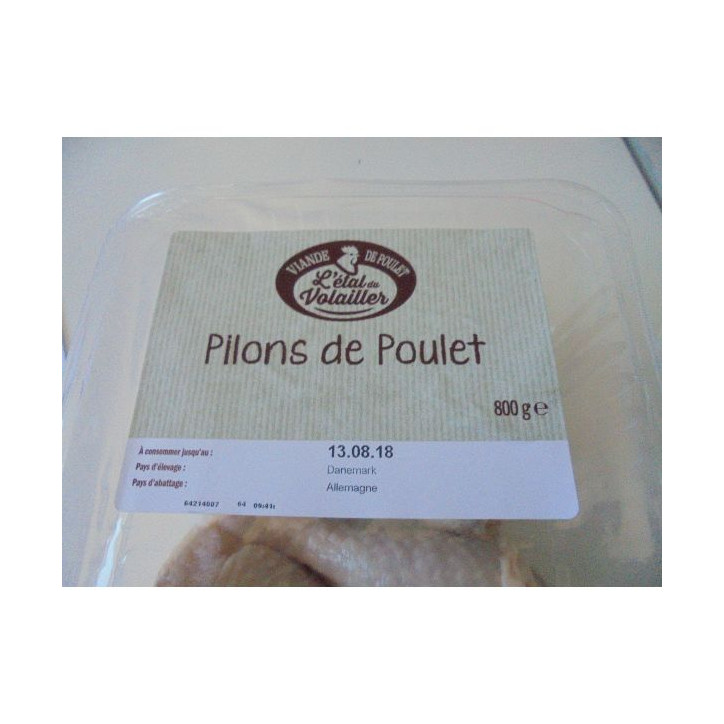 VIANDE DE POULET
L'étal du
Volailler
Pilons de Poulet
800 g e
À consommer jusqu'au : 13.08.18
Pays d'élevage : Danemark
Pays d'abattage : Allemagne
64